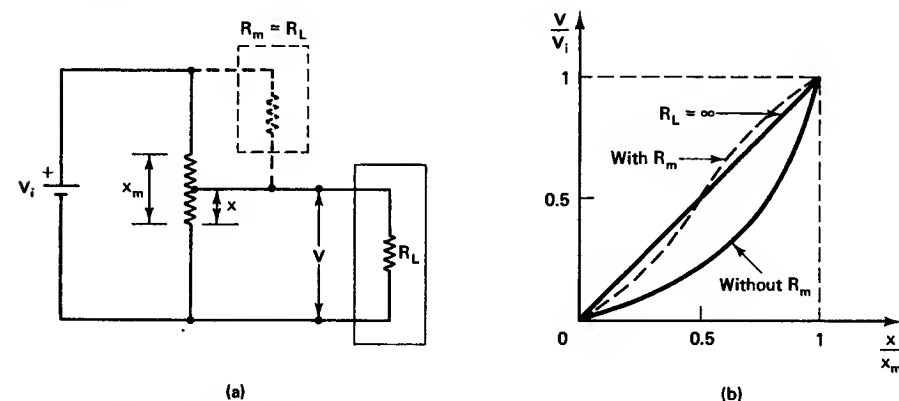 R_m ≃ R_L
+
V_i
x_m
x
V
R_L
(a)
V/V_i
1
R_L = ∞
With R_m
0.5
Without R_m
0
0.5
1
x/x_m
(b)